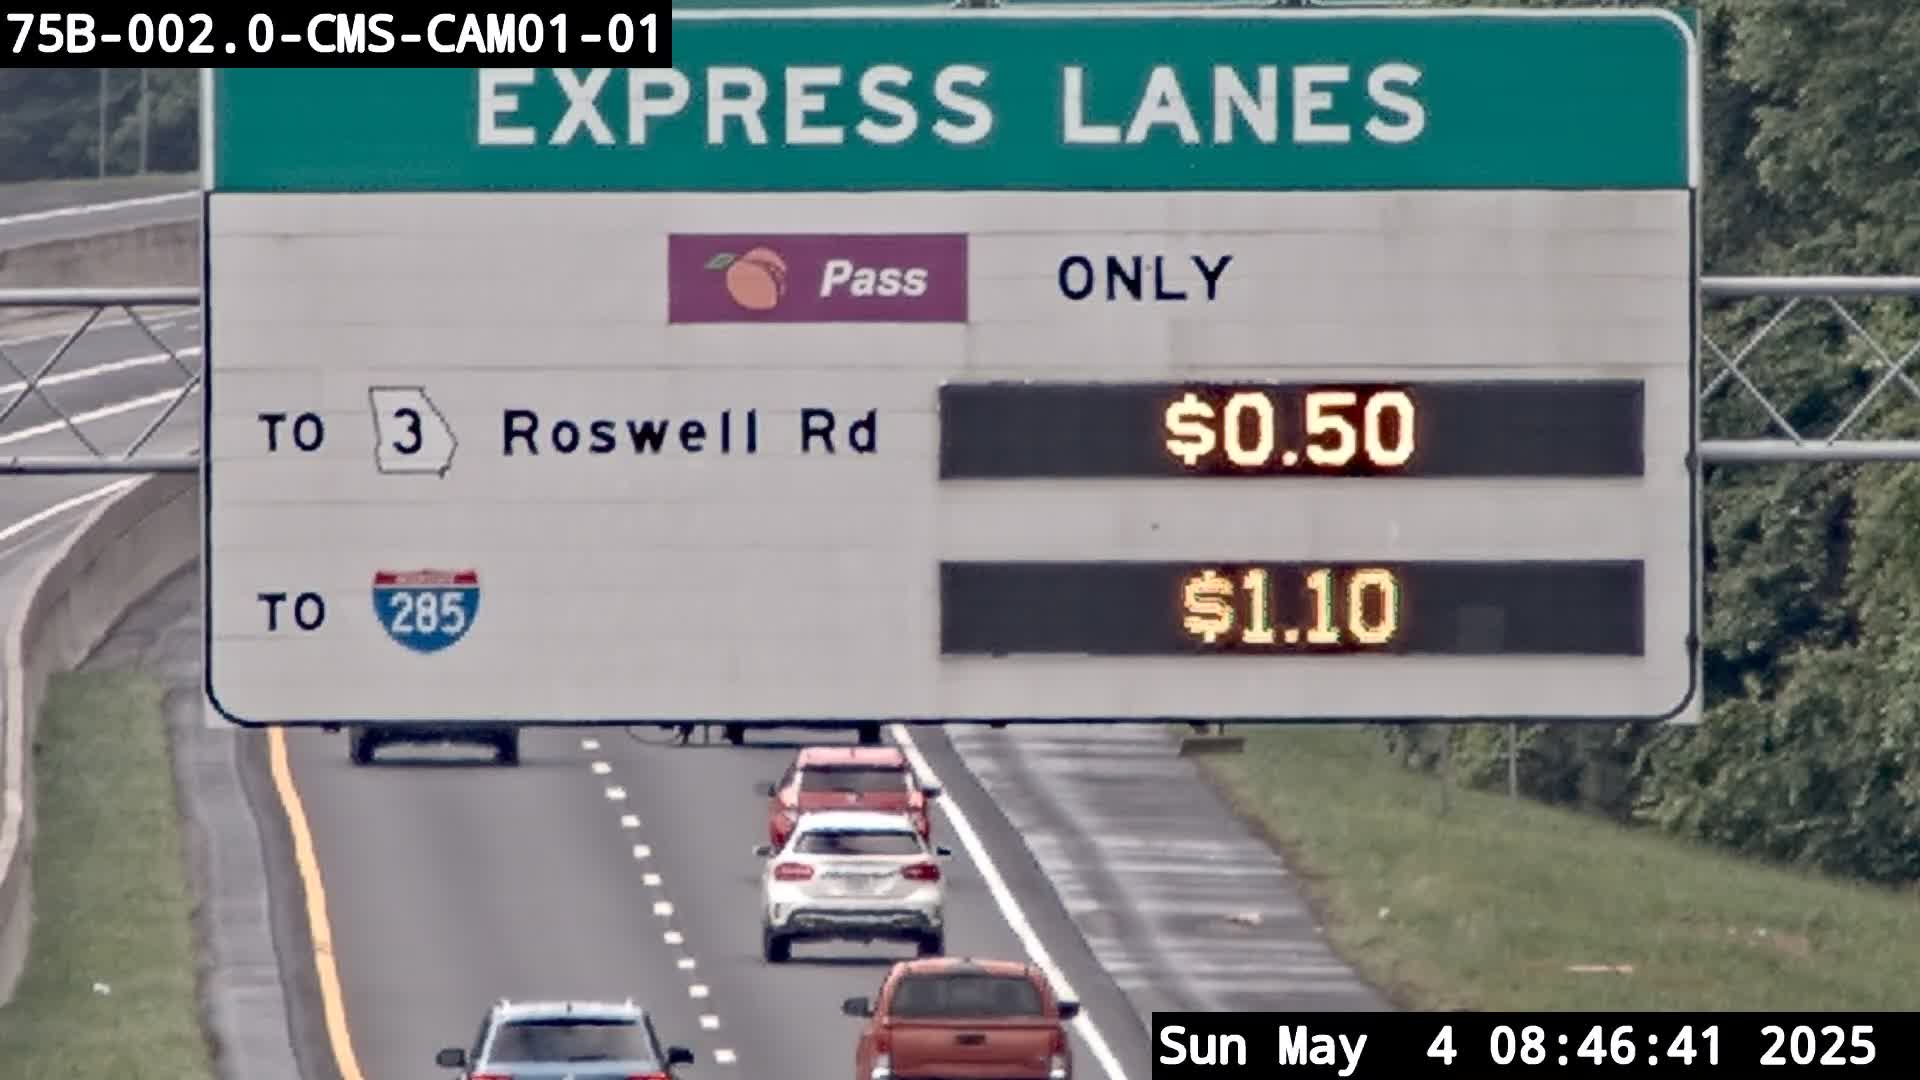 75B-002.0-CMS-CAM01-01
EXPRESS LANES
Pass ONLY
TO 3 Roswell Rd $0.50
TO 285 $1.10
Sun May 4 08:46:41 2025